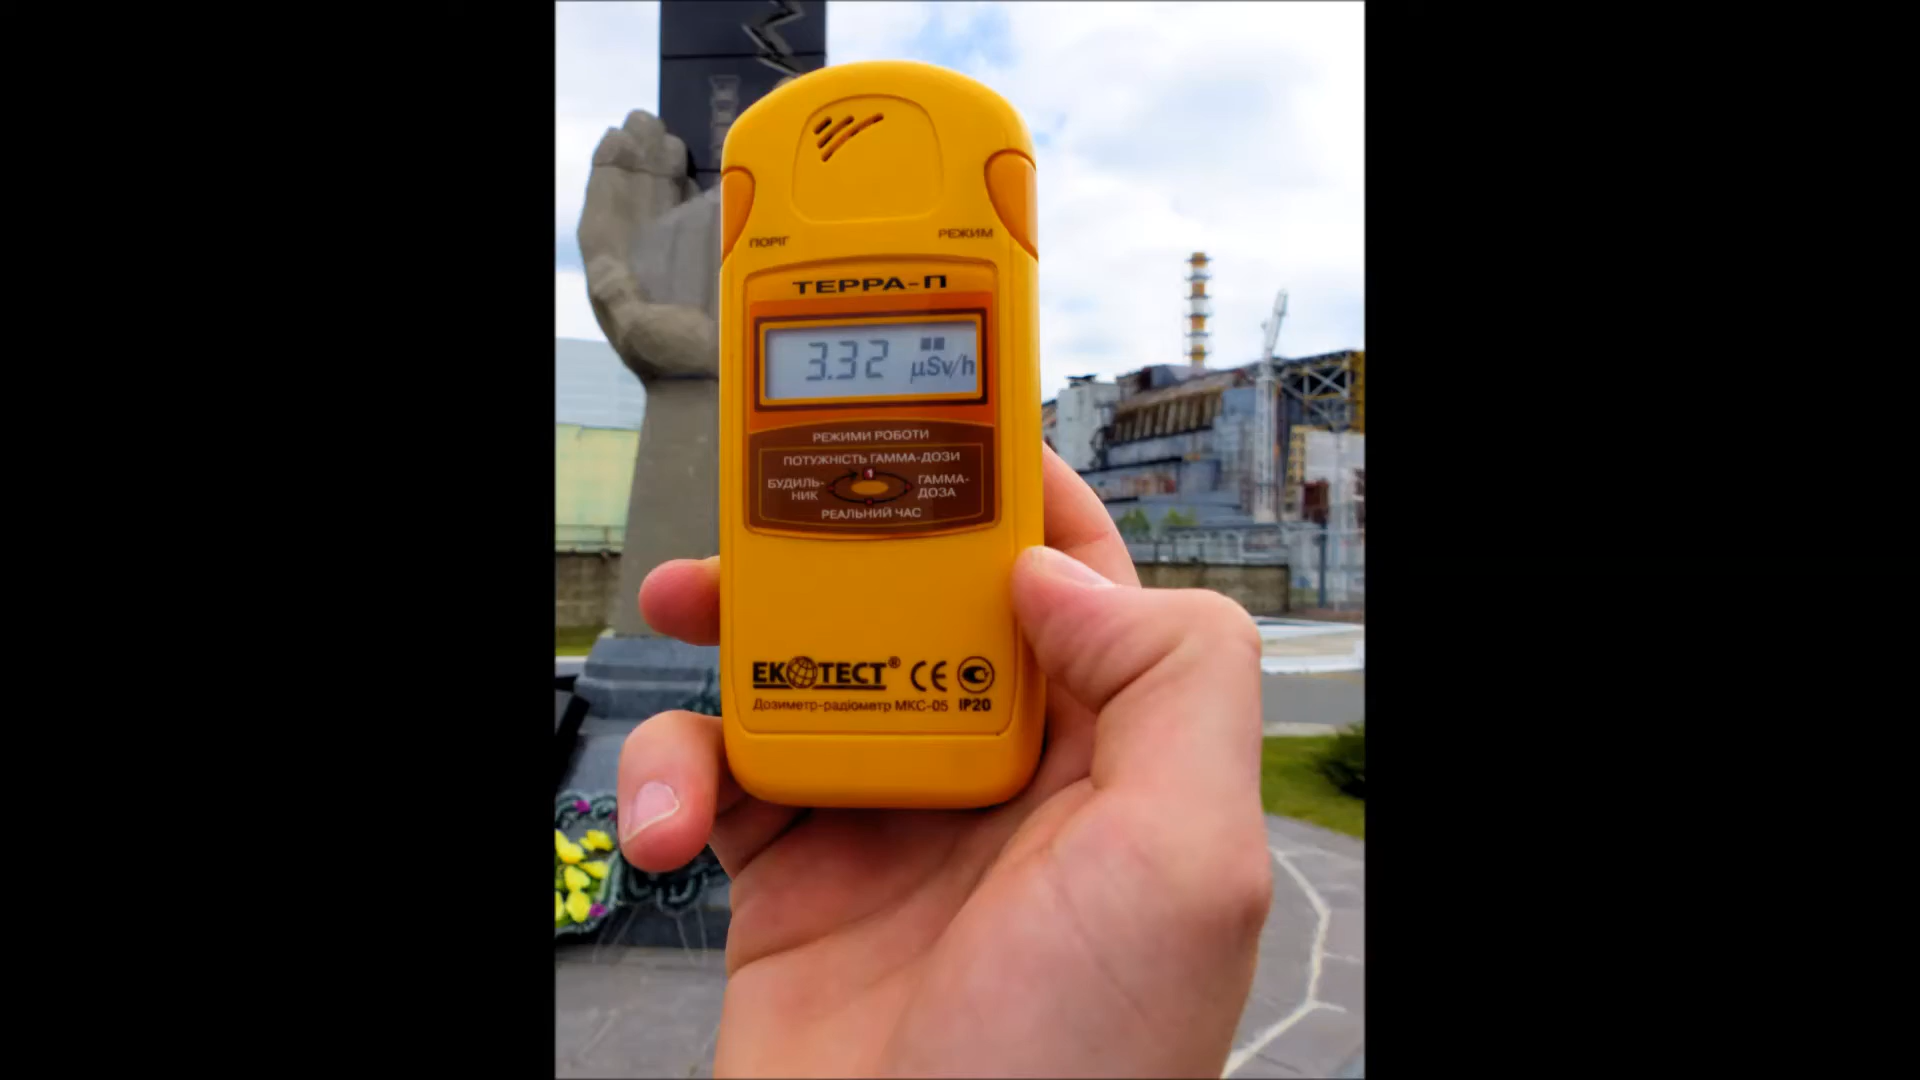 ПОРІГ
РЕЖИМ
ТЕРРА-П
3.32 µSv/h
РЕЖИМИ РОБОТИ
ПОТУЖНІСТЬ ГАММА-ДОЗИ
БУДИЛЬ-
НИК
ГАММА-
ДОЗА
РЕАЛЬНИЙ ЧАС
ЕКОТЕСТ® CE
Дозиметр-радіометр МКС-05 IP20